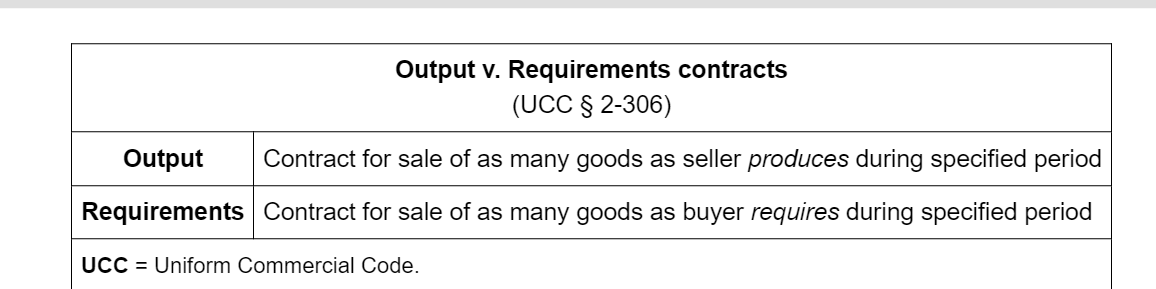 Output v. Requirements contracts
(UCC § 2-306)
Output Contract for sale of as many goods as seller produces during specified period
Requirements Contract for sale of as many goods as buyer requires during specified period
UCC = Uniform Commercial Code.